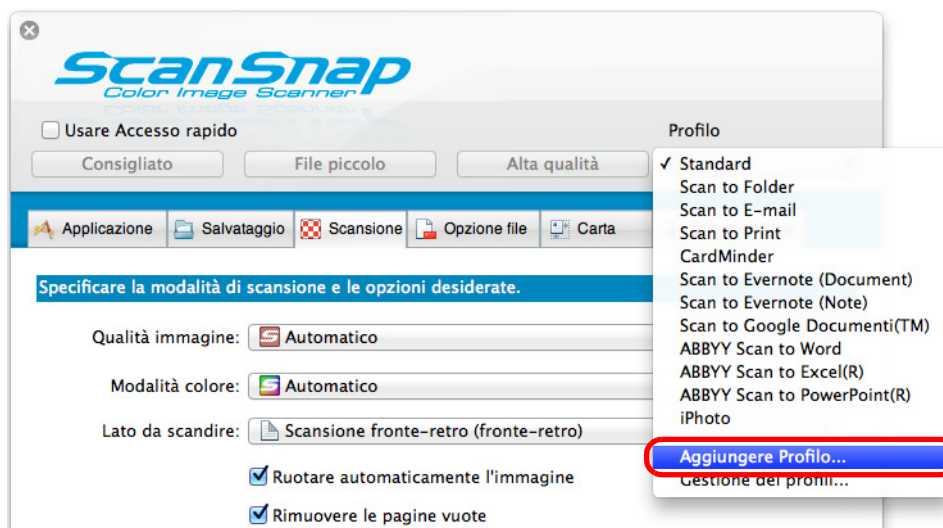 ScanSnap
Color Image Scanner
Usare Accesso rapido
Profilo
Consigliato
File piccolo
Alta qualità
✓ Standard
Scan to Folder
Scan to E-mail
Scan to Print
CardMinder
Scan to Evernote (Document)
Scan to Evernote (Note)
Scan to Google Documenti(TM)
ABBYY Scan to Word
ABBYY Scan to Excel(R)
ABBYY Scan to PowerPoint(R)
iPhoto
Aggiungere Profilo...
Gestione dei profili...
Applicazione
Salvataggio
Scansione
Opzione file
Carta
Specificare la modalità di scansione e le opzioni desiderate.
Qualità immagine: Automatico
Modalità colore: Automatico
Lato da scandire: Scansione fronte-retro (fronte-retro)
Ruotare automaticamente l'immagine
Rimuovere le pagine vuote